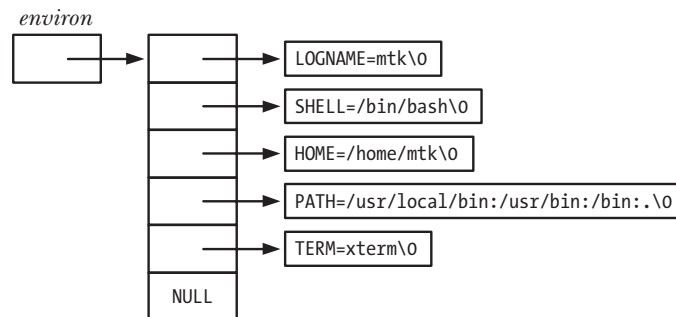 environ
LOGNAME=mtk\0
SHELL=/bin/bash\0
HOME=/home/mtk\0
PATH=/usr/local/bin:/usr/bin:/bin:.\0
TERM=xterm\0
NULL